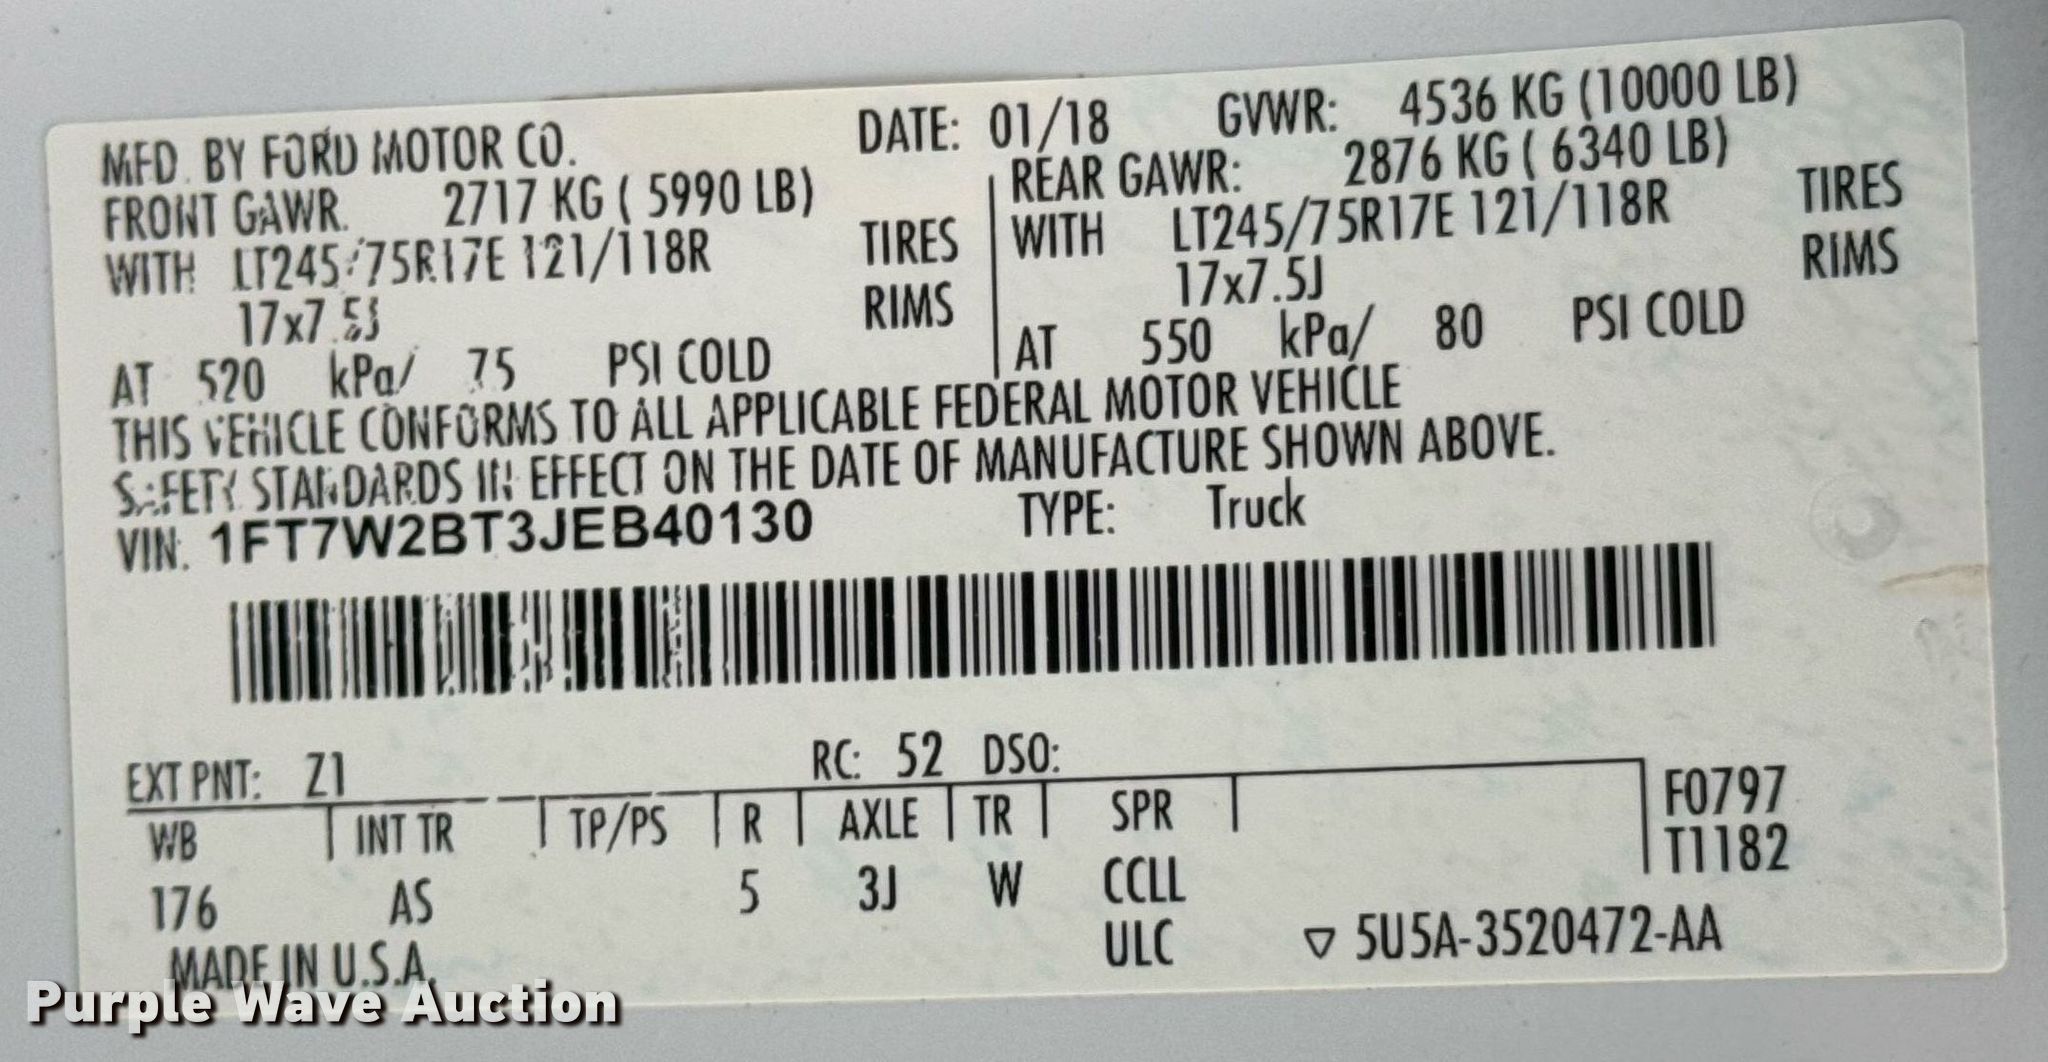 MFD. BY FORD MOTOR CO. DATE: 01/18 GVWR: 4536 KG (10000 LB)
FRONT GAWR. 2717 KG ( 5990 LB) REAR GAWR: 2876 KG ( 6340 LB)
WITH LT245/75R17E 121/118R TIRES WITH LT245/75R17E 121/118R TIRES
17x7.5J RIMS 17x7.5J RIMS
AT 520 kPa/ 75 PSI COLD AT 550 kPa/ 80 PSI COLD
THIS VEHICLE CONFORMS TO ALL APPLICABLE FEDERAL MOTOR VEHICLE
SAFETY STANDARDS IN EFFECT ON THE DATE OF MANUFACTURE SHOWN ABOVE.
VIN: 1FT7W2BT3JEB40130 TYPE: Truck
EXT PNT: Z1 RC: 52 DSO:
WB INT TR TP/PS R AXLE TR SPR F0797
T1182
176 AS 5 3J W CCLL
ULC ▽ 5U5A-3520472-AA
MADE IN U.S.A.
Purple Wave Auction